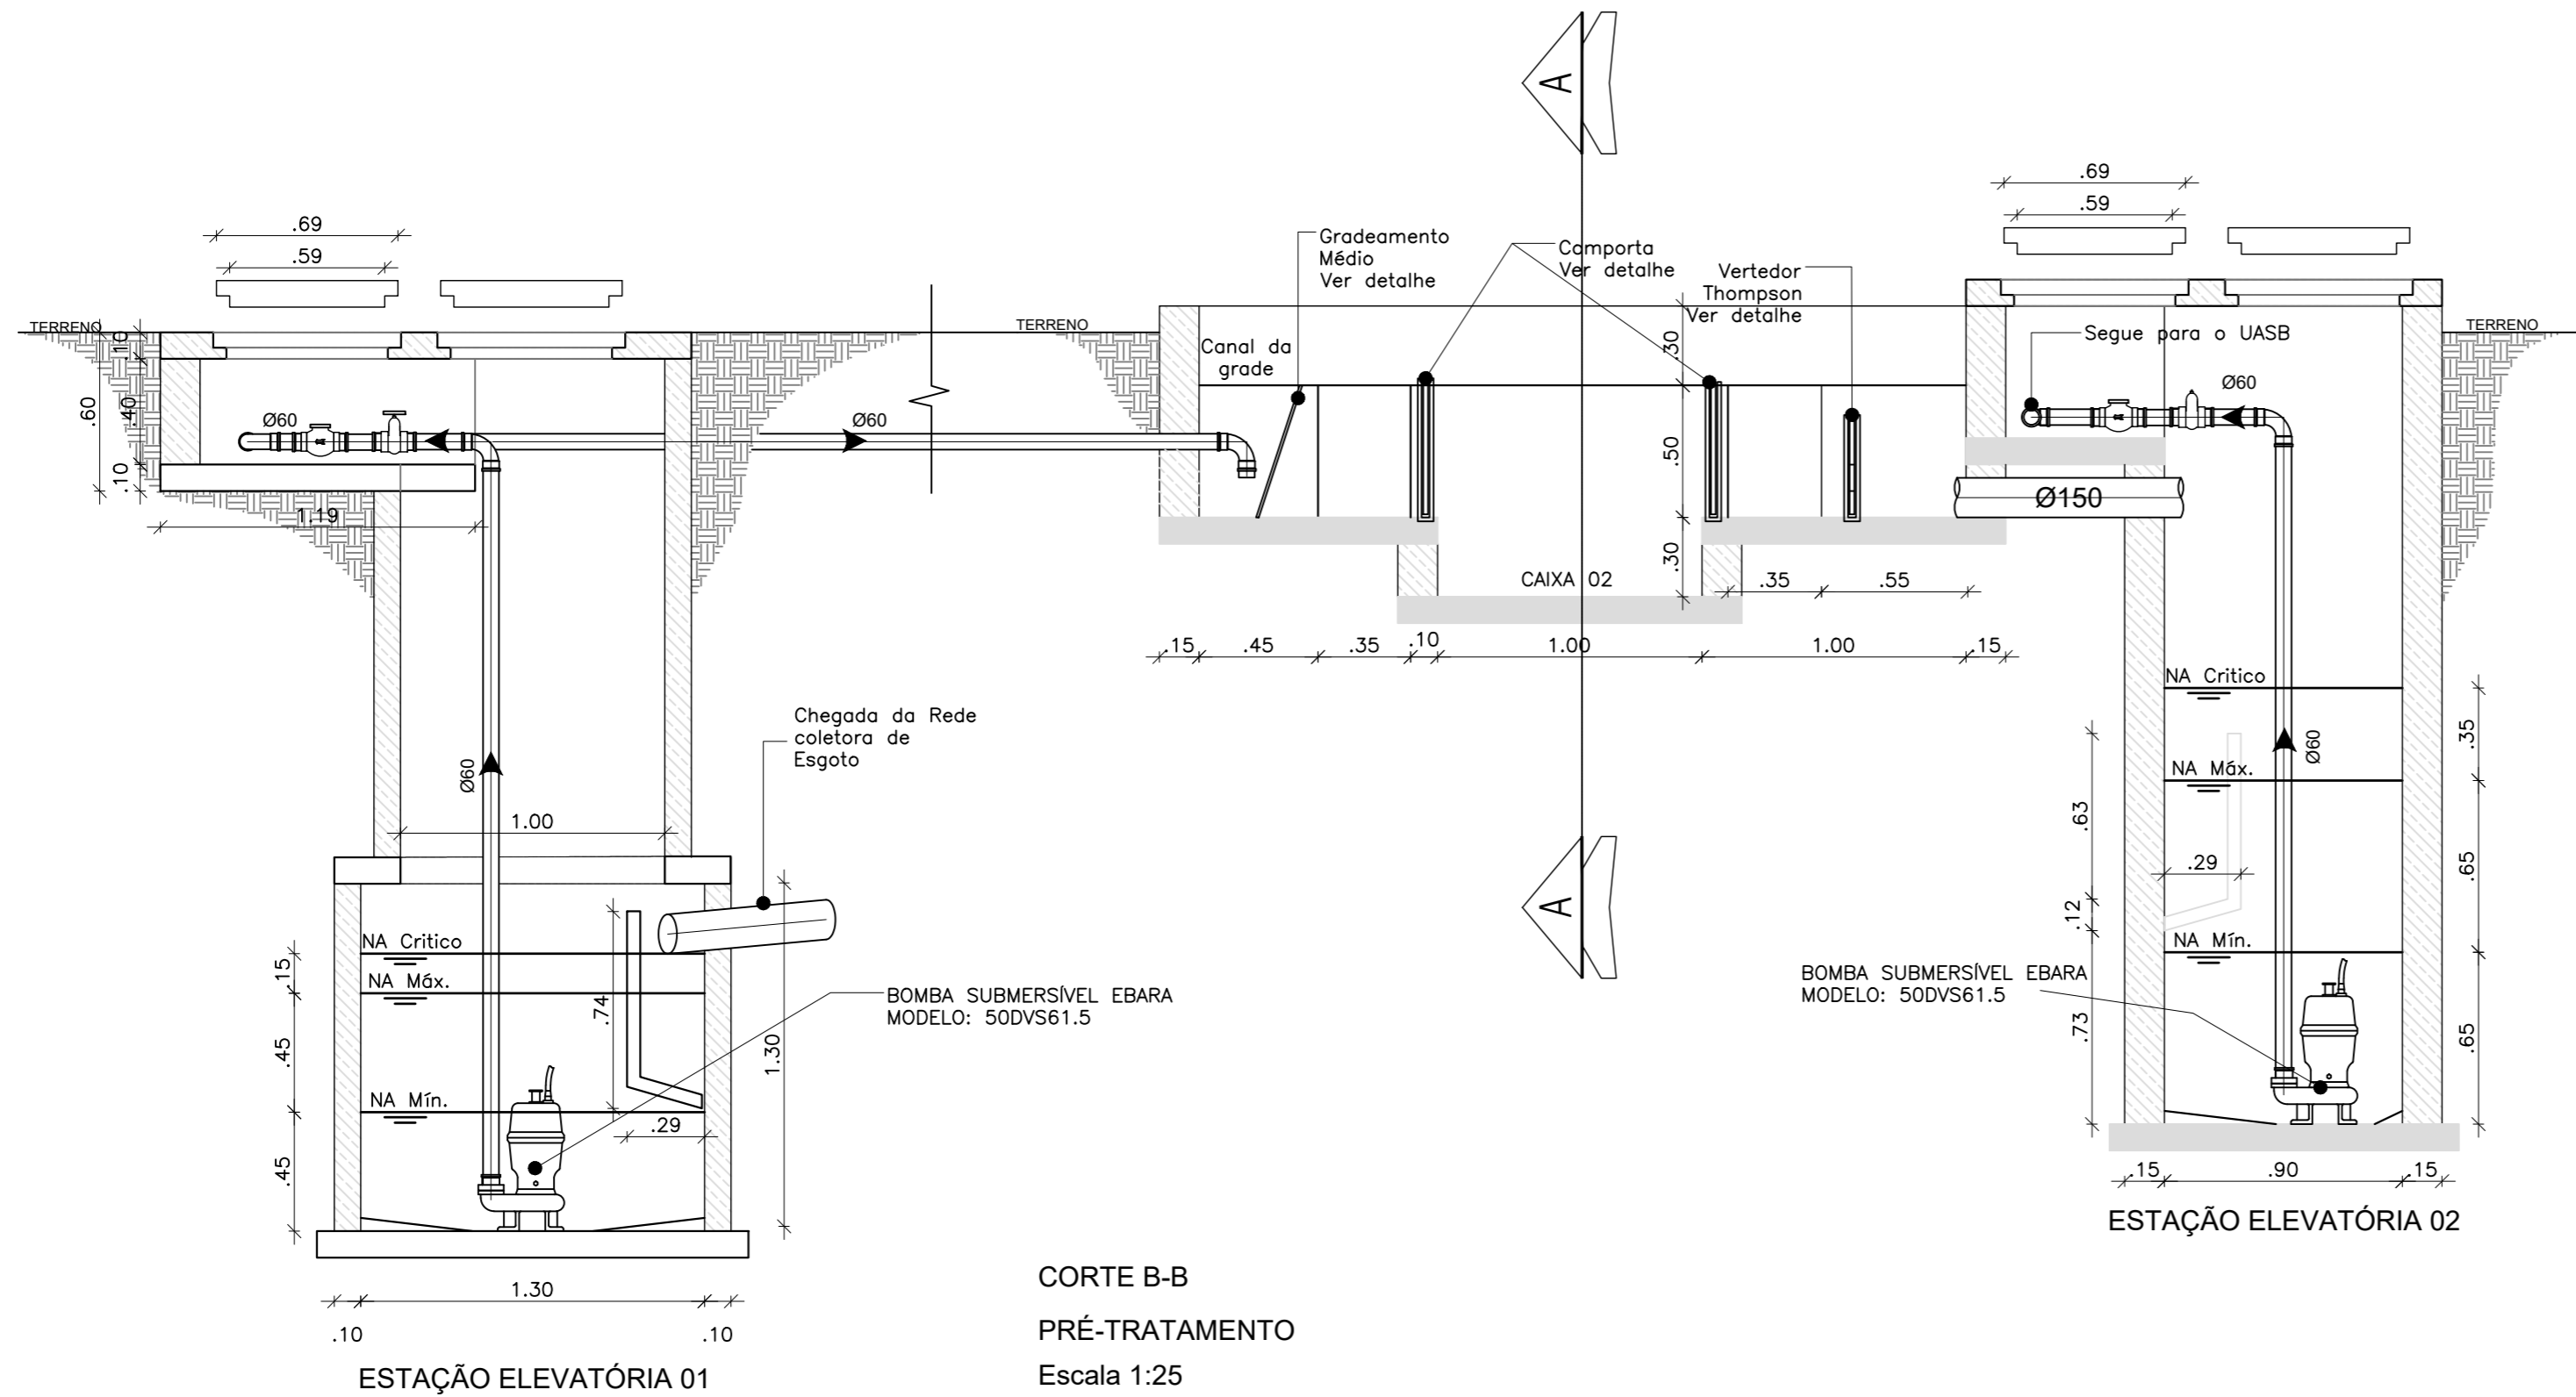 A
.69
.59
.69
.59
Gradeamento
Médio
Ver detalhe
Comporta
Ver detalhe
Vertedor
Thompson
Ver detalhe
TERRENO
TERRENO
TERRENO
Segue para o UASB
Canal da
grade
.30
.10
.40
.60
.10
Ø60
Ø60
Ø60
.50
Ø150
1.19
.30
CAIXA 02
.35
.55
.15
.45
.35
.10
1.00
1.00
.15
NA Critico
.35
Chegada da Rede
coletora de
Esgoto
Ø60
Ø60
NA Máx.
1.00
.63
.65
.29
.12
A
NA Critico
NA Mín.
.15
NA Máx.
.74
BOMBA SUBMERSÍVEL EBARA
MODELO: 50DVS61.5
BOMBA SUBMERSÍVEL EBARA
MODELO: 50DVS61.5
.73
.65
.45
1.30
NA Mín.
.29
.45
.15
.90
.15
ESTAÇÃO ELEVATÓRIA 02
1.30
.10
.10
ESTAÇÃO ELEVATÓRIA 01
CORTE B-B
PRÉ-TRATAMENTO
Escala 1:25